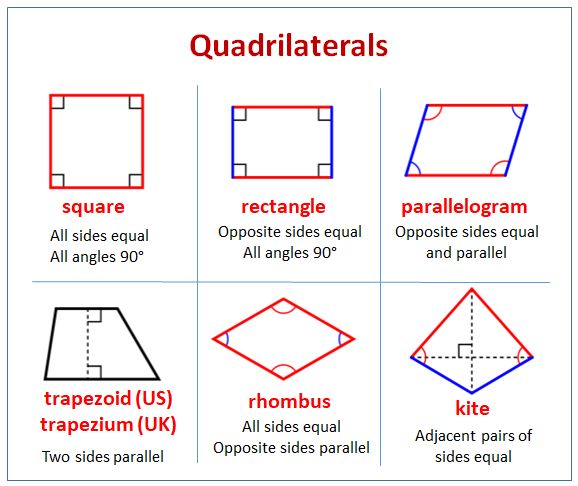 Quadrilaterals
square
All sides equal
All angles 90°
rectangle
Opposite sides equal
All angles 90°
parallelogram
Opposite sides equal
and parallel
trapezoid (US)
trapezium (UK)
Two sides parallel
rhombus
All sides equal
Opposite sides parallel
kite
Adjacent pairs of
sides equal